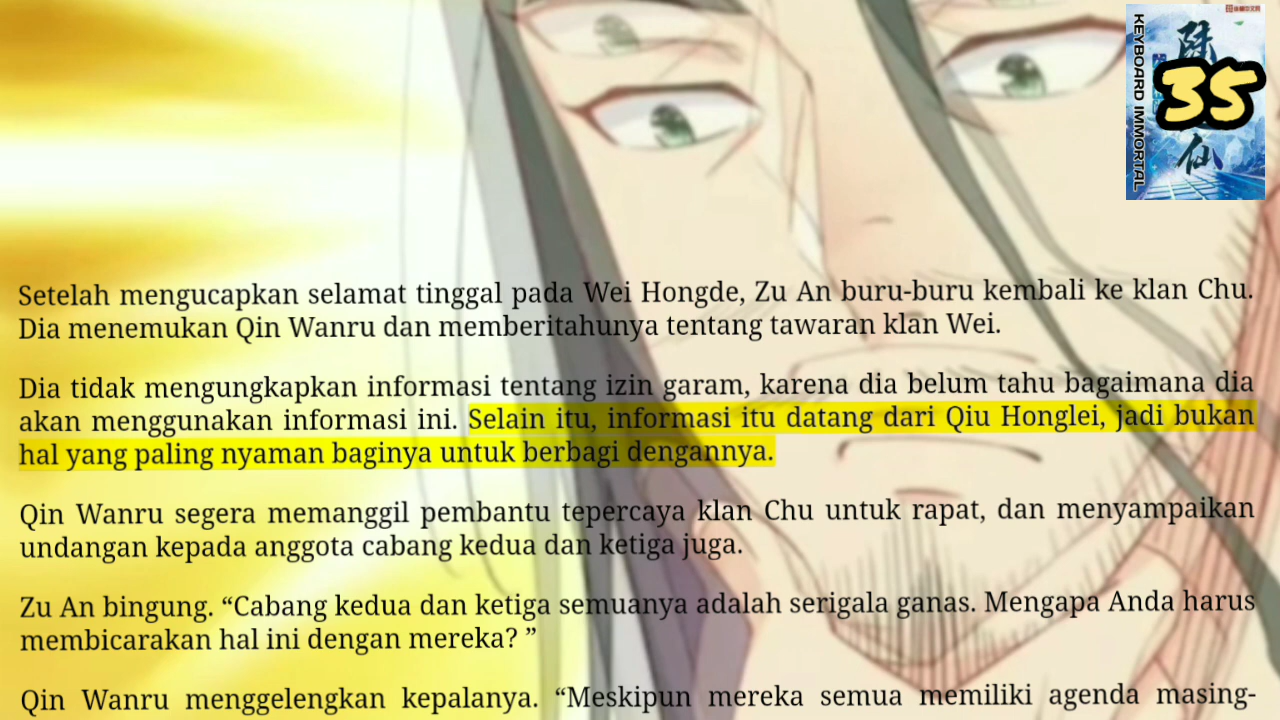 KEYBOARD IMMORTAL
35
仙
Setelah mengucapkan selamat tinggal pada Wei Hongde, Zu An buru-buru kembali ke klan Chu.
Dia menemukan Qin Wanru dan memberitahunya tentang tawaran klan Wei.
Dia tidak mengungkapkan informasi tentang izin garam, karena dia belum tahu bagaimana dia
akan menggunakan informasi ini. Selain itu, informasi itu datang dari Qiu Honglei, jadi bukan
hal yang paling nyaman baginya untuk berbagi dengannya.
Qin Wanru segera memanggil pembantu tepercaya klan Chu untuk rapat, dan menyampaikan
undangan kepada anggota cabang kedua dan ketiga juga.
Zu An bingung. “Cabang kedua dan ketiga semuanya adalah serigala ganas. Mengapa Anda harus
membicarakan hal ini dengan mereka? ”
Qin Wanru menggelengkan kepalanya. “Meskipun mereka semua memiliki agenda masing-